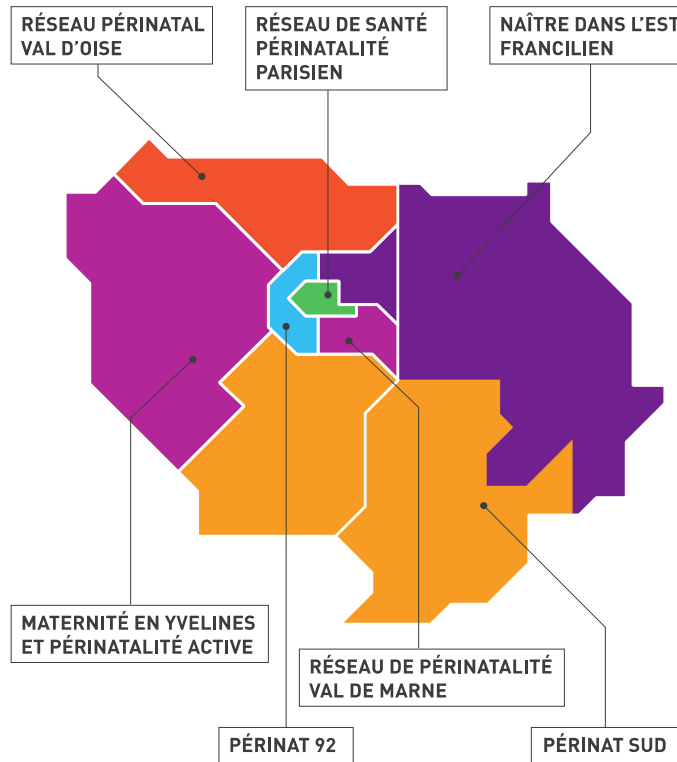 RÉSEAU PÉRINATAL
VAL D'OISE
RÉSEAU DE SANTÉ
PÉRINATALITÉ
PARISIEN
NAÎTRE DANS L'EST
FRANCILIEN
MATERNITÉ EN YVELINES
ET PÉRINATALITÉ ACTIVE
RÉSEAU DE PÉRINATALITÉ
VAL DE MARNE
PÉRINAT 92
PÉRINAT SUD